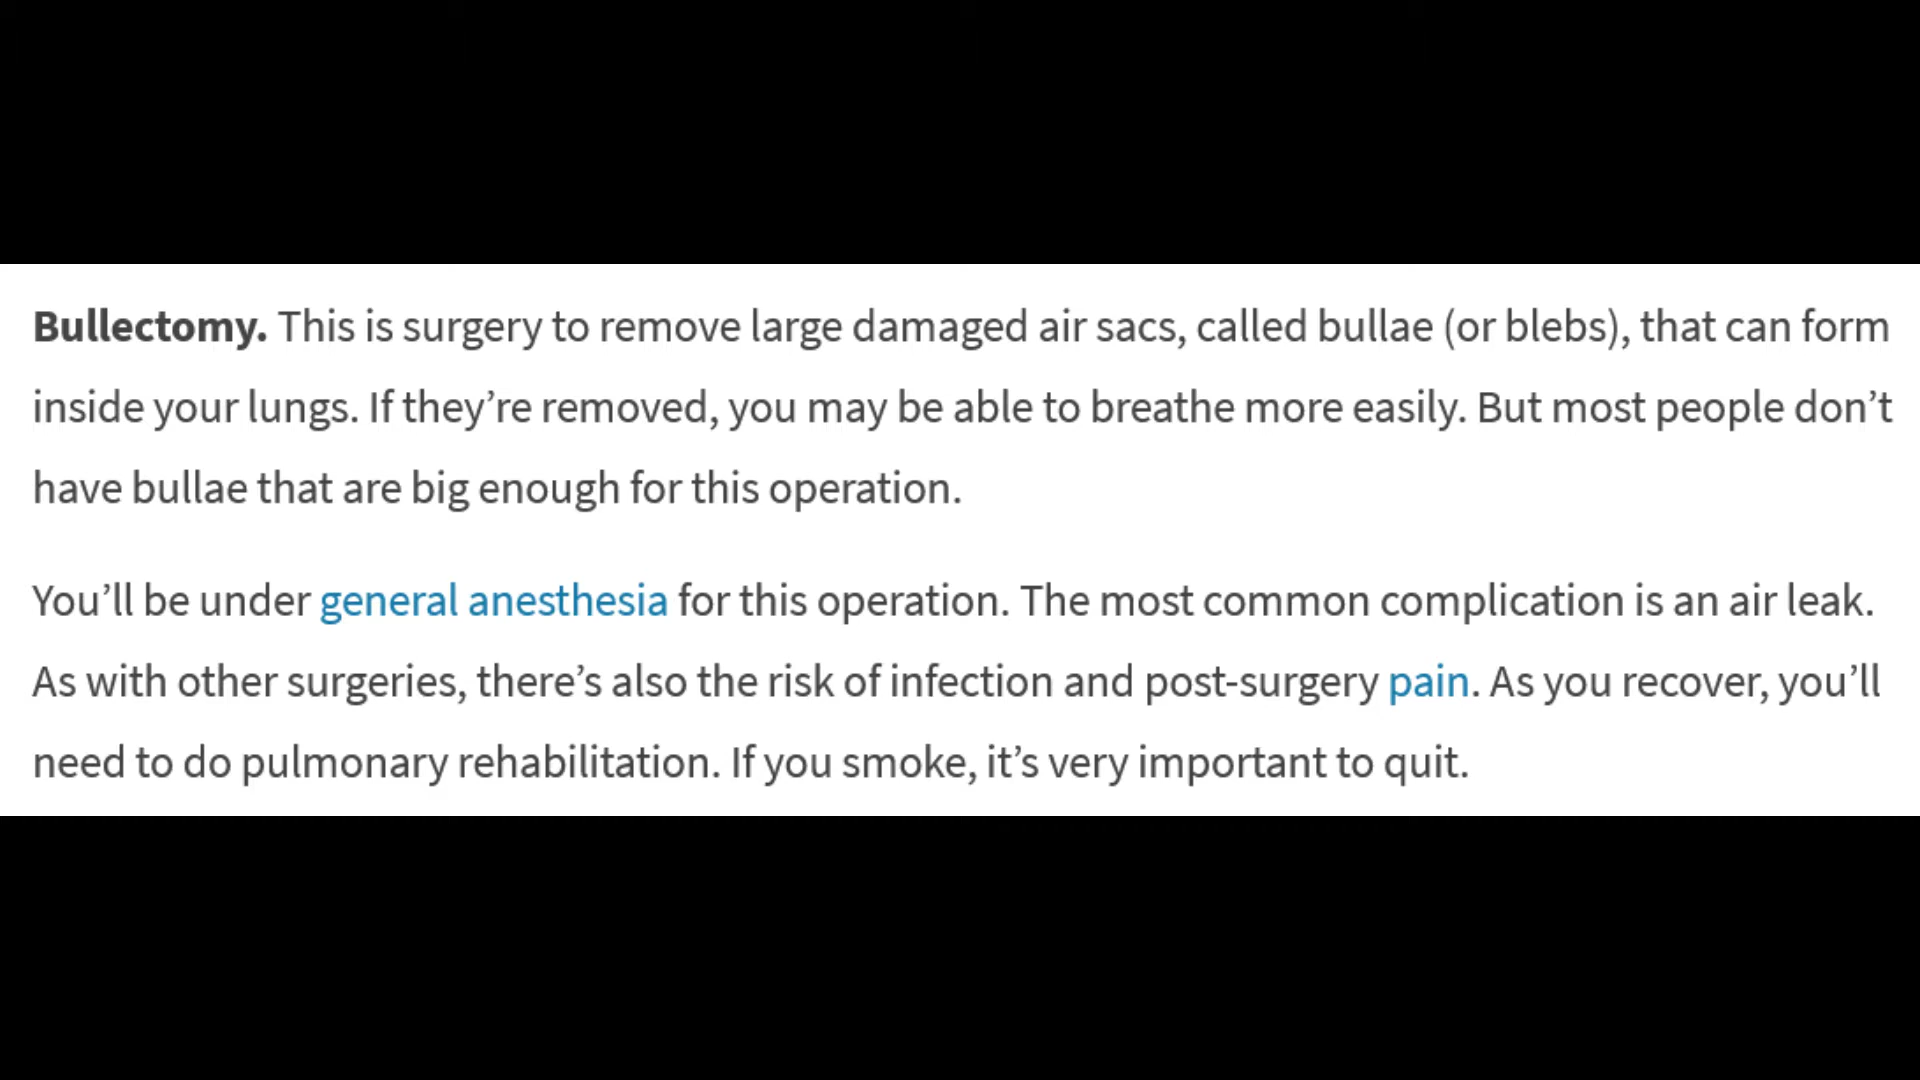 Bullectomy. This is surgery to remove large damaged air sacs, called bullae (or blebs), that can form
inside your lungs. If they’re removed, you may be able to breathe more easily. But most people don’t
have bullae that are big enough for this operation.
You’ll be under general anesthesia for this operation. The most common complication is an air leak.
As with other surgeries, there’s also the risk of infection and post-surgery pain. As you recover, you’ll
need to do pulmonary rehabilitation. If you smoke, it’s very important to quit.